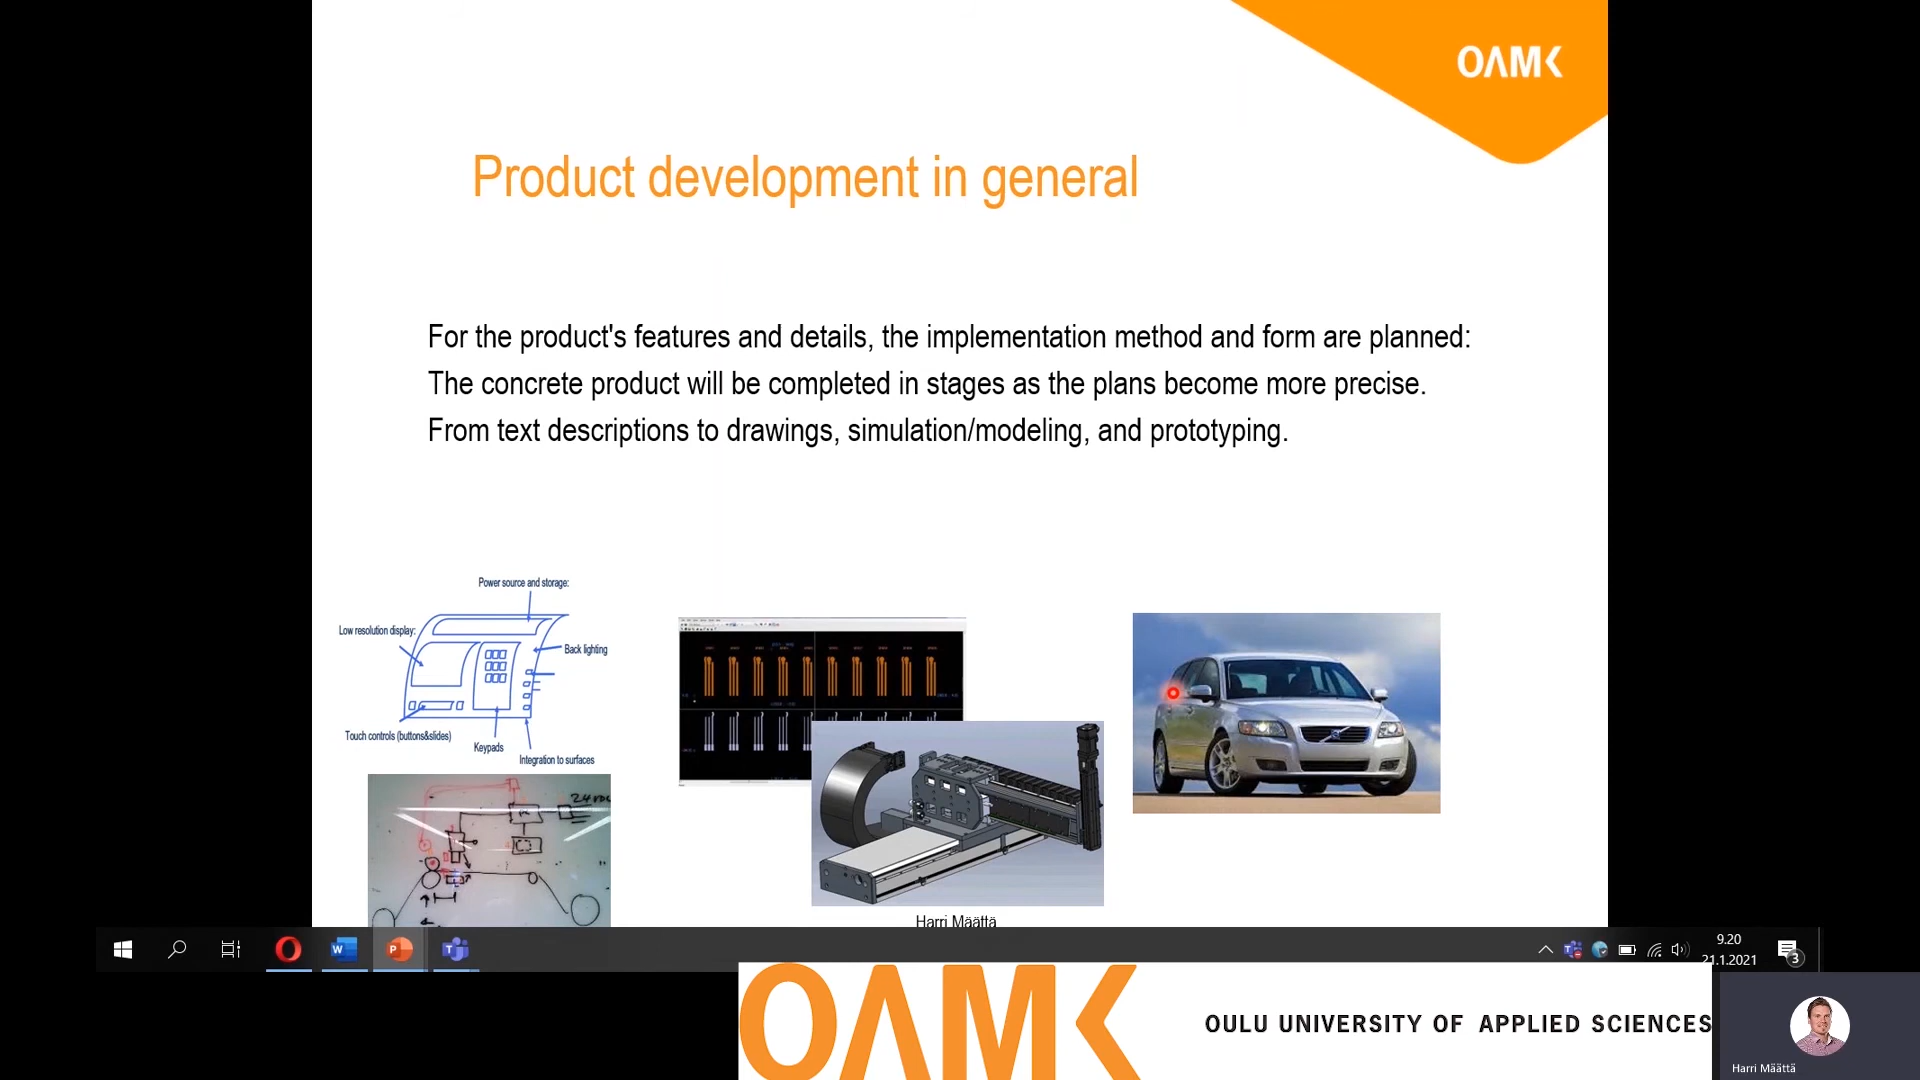 OAMK
Product development in general
For the product's features and details, the implementation method and form are planned:
The concrete product will be completed in stages as the plans become more precise.
From text descriptions to drawings, simulation/modeling, and prototyping.
Power source and storage:
Low resolution display:
Back lighting
Touch controls (buttons&slides)
Keypads
Integration to surfaces
Harri Määttä
9.20
21.1.2021
3
OAMK
OULU UNIVERSITY OF APPLIED SCIENCES
Harri Määttä